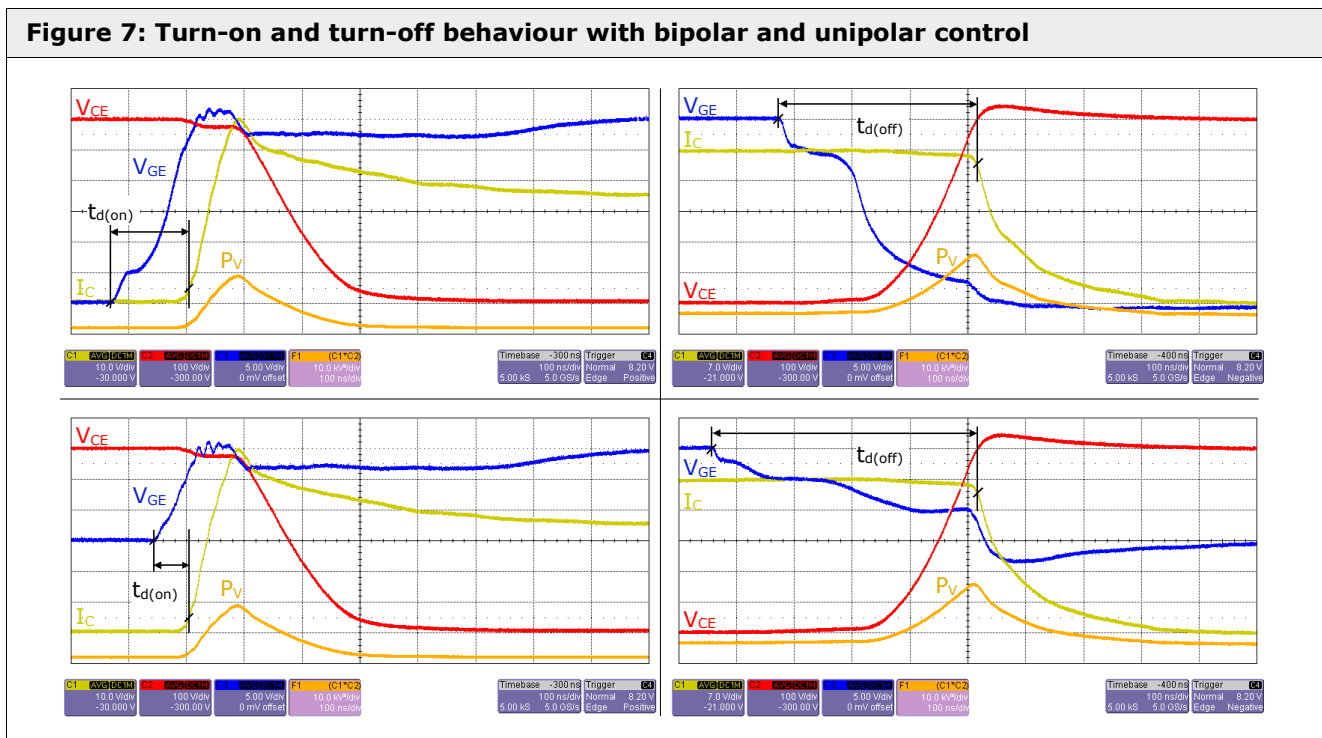 Figure 7: Turn-on and turn-off behaviour with bipolar and unipolar control
VCE
VGE
td(on)
IC
PV
C1 AVG DC1M
10.0 V/div
-30.000 V
C2 AVG DC1M
100 V/div
-300.00 V
5.00 V/div
0 mV offset
F1 (C1*C2)
10.0 kV²/div
100 ns/div
Timebase -300 ns
100 ns/div
5.00 kS 5.0 GS/s
Trigger C4
Normal 8.20 V
Edge Positive
VGE
td(off)
IC
PV
VCE
C1 AVG DC1M
7.0 V/div
-21.000 V
C2 AVG DC1M
100 V/div
-300.00 V
5.00 V/div
0 mV offset
F1 (C1*C2)
10.0 kV²/div
100 ns/div
Timebase -400 ns
100 ns/div
5.00 kS 5.0 GS/s
Trigger C4
Normal 8.20 V
Edge Negative
VCE
VGE
td(on)
IC
PV
C1 AVG DC1M
10.0 V/div
-30.000 V
C2 AVG DC1M
100 V/div
-300.00 V
5.00 V/div
0 mV offset
F1 (C1*C2)
10.0 kV²/div
100 ns/div
Timebase -300 ns
100 ns/div
5.00 kS 5.0 GS/s
Trigger C4
Normal 8.20 V
Edge Positive
td(off)
VGE
IC
PV
VCE
C1 AVG DC1M
7.0 V/div
-21.000 V
C2 AVG DC1M
100 V/div
-300.00 V
5.00 V/div
0 mV offset
F1 (C1*C2)
10.0 kV²/div
100 ns/div
Timebase -400 ns
100 ns/div
5.00 kS 5.0 GS/s
Trigger C4
Normal 8.20 V
Edge Negative